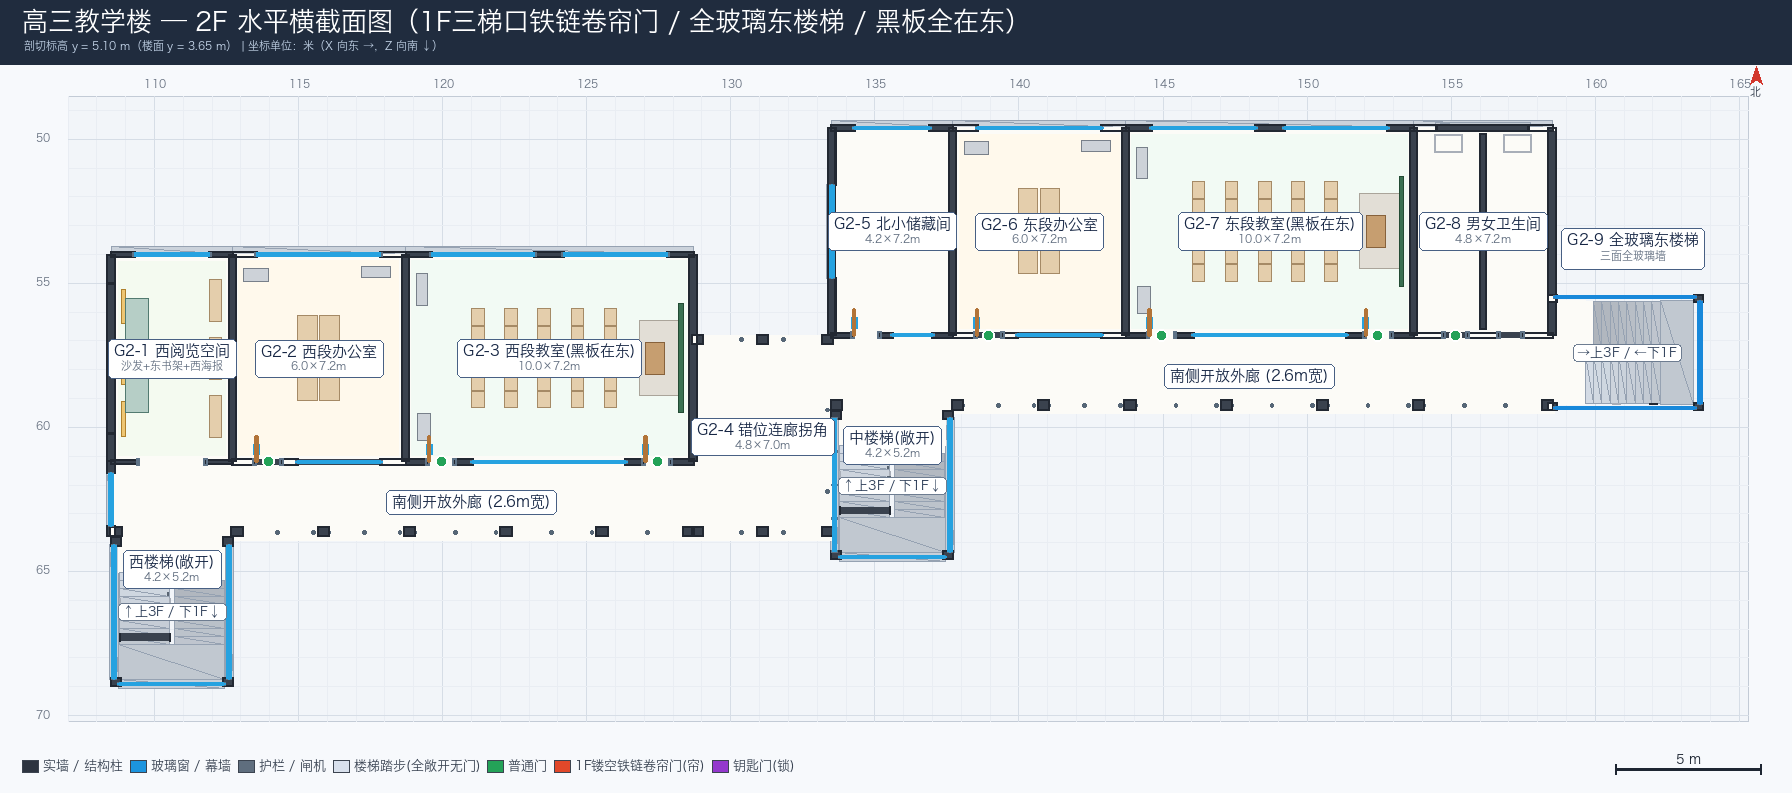 高三教学楼 — 2F 水平横截面图（1F三梯口铁链卷帘门 / 全玻璃东楼梯 / 黑板全在东）
剖切标高 y = 5.10 m（楼面 y = 3.65 m） | 坐标单位：米（X 向东 →，Z 向南 ↓）
110 115 120 125 130 135 140 145 150 155 160 165
北
50
55
60
65
70
G2-5 北小储藏间
4.2×7.2m
G2-6 东段办公室
6.0×7.2m
G2-7 东段教室(黑板在东)
10.0×7.2m
G2-8 男女卫生间
4.8×7.2m
G2-9 全玻璃东楼梯
三面全玻璃墙
G2-1 西阅览空间
沙发+东书架+西海报
G2-2 西段办公室
6.0×7.2m
G2-3 西段教室(黑板在东)
10.0×7.2m
→上3F / ←下1F
南侧开放外廊 (2.6m宽)
G2-4 错位连廊拐角
4.8×7.0m
中楼梯(敞开)
4.2×5.2m
↑上3F / 下1F↓
南侧开放外廊 (2.6m宽)
西楼梯(敞开)
4.2×5.2m
↑上3F / 下1F↓
实墙 / 结构柱
玻璃窗 / 幕墙
护栏 / 闸机
楼梯踏步(全敞开无门)
普通门
1F镂空铁链卷帘门(帘)
钥匙门(锁)
5 m